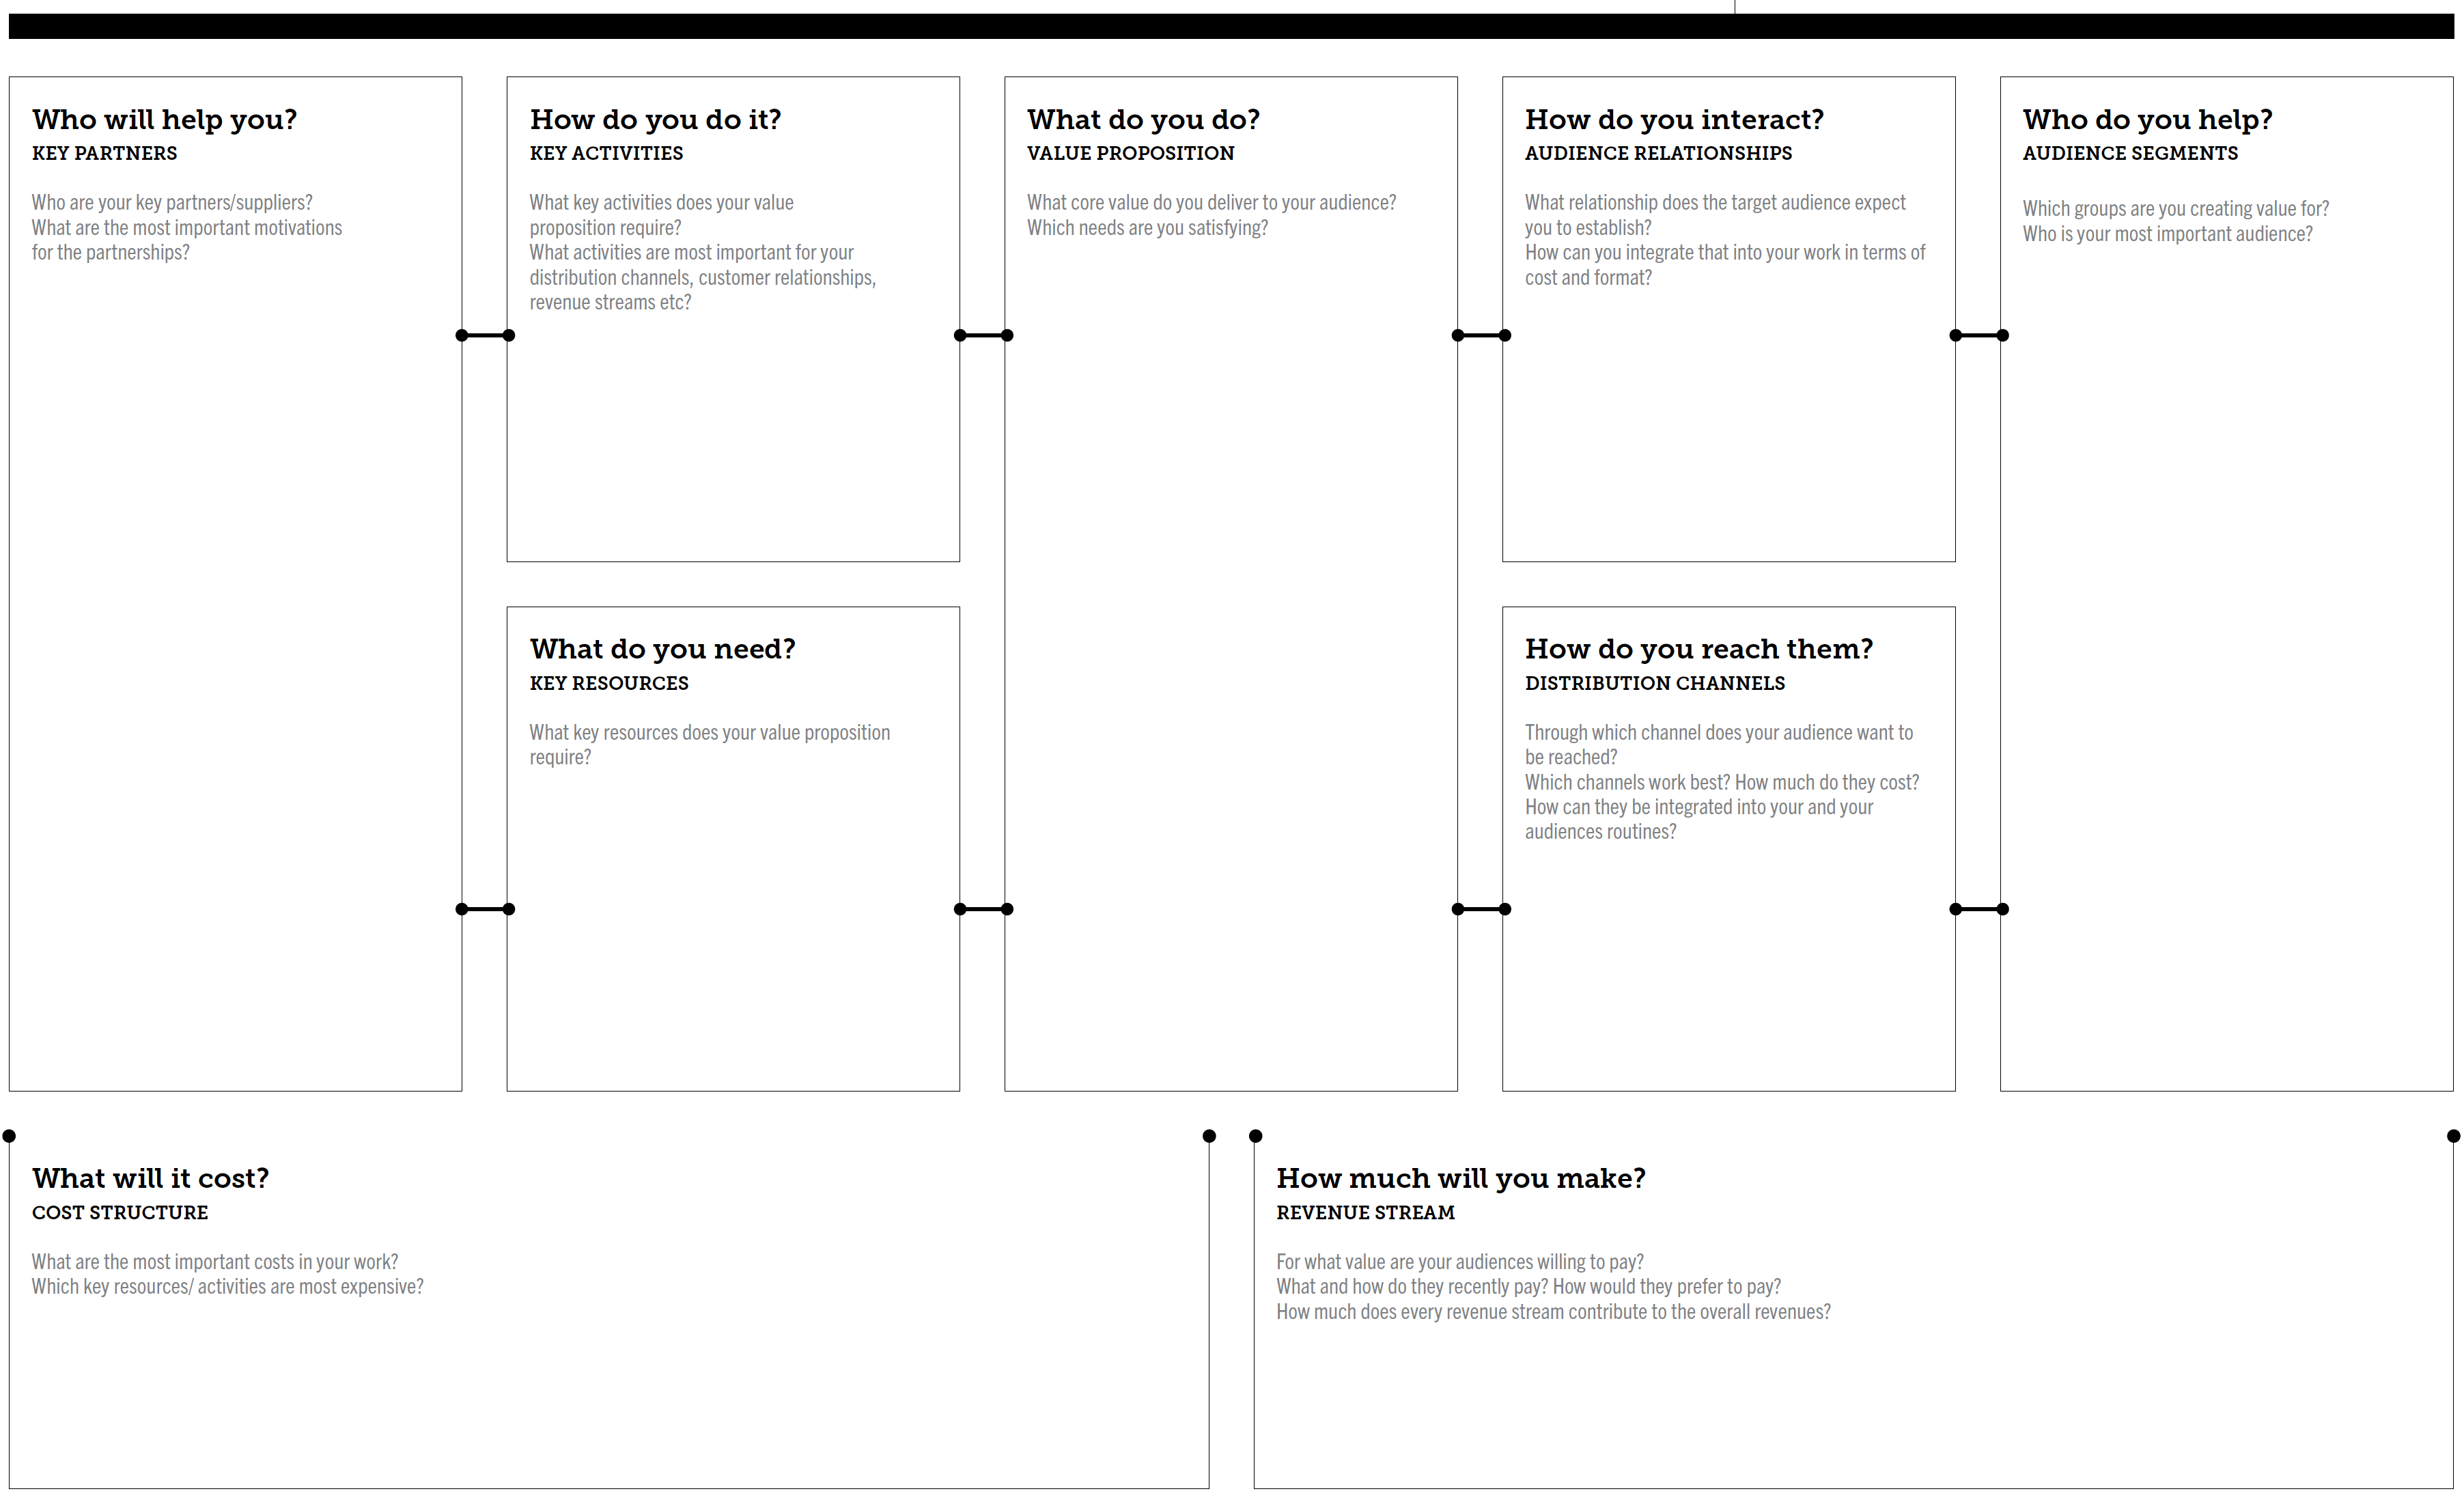 Who will help you?
KEY PARTNERS
Who are your key partners/suppliers?
What are the most important motivations
for the partnerships?
How do you do it?
KEY ACTIVITIES
What key activities does your value
proposition require?
What activities are most important for your
distribution channels, customer relationships,
revenue streams etc?
What do you need?
KEY RESOURCES
What key resources does your value proposition
require?
What do you do?
VALUE PROPOSITION
What core value do you deliver to your audience?
Which needs are you satisfying?
How do you interact?
AUDIENCE RELATIONSHIPS
What relationship does the target audience expect
you to establish?
How can you integrate that into your work in terms of
cost and format?
How do you reach them?
DISTRIBUTION CHANNELS
Through which channel does your audience want to
be reached?
Which channels work best? How much do they cost?
How can they be integrated into your and your
audiences routines?
Who do you help?
AUDIENCE SEGMENTS
Which groups are you creating value for?
Who is your most important audience?
What will it cost?
COST STRUCTURE
What are the most important costs in your work?
Which key resources/ activities are most expensive?
How much will you make?
REVENUE STREAM
For what value are your audiences willing to pay?
What and how do they recently pay? How would they prefer to pay?
How much does every revenue stream contribute to the overall revenues?